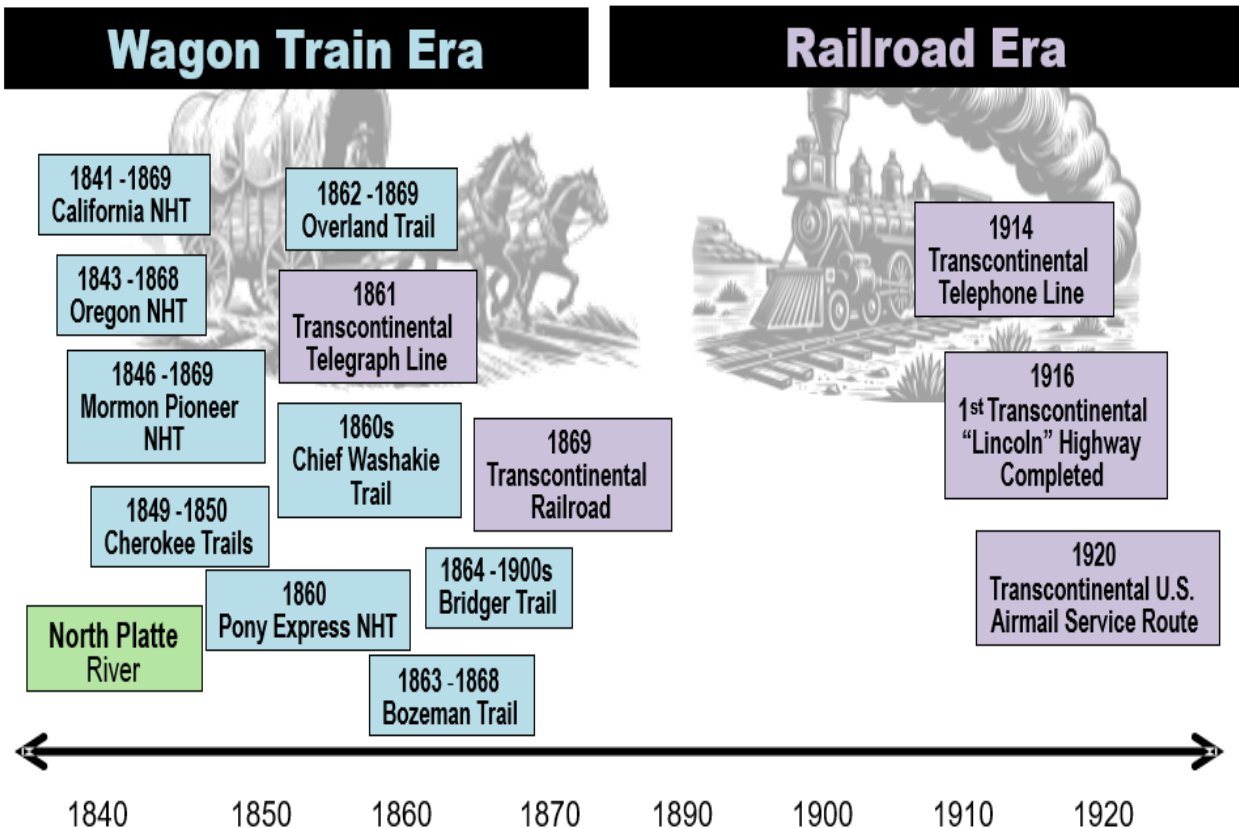 Wagon Train Era
Railroad Era
1841 -1869
California NHT
1862 -1869
Overland Trail
1843 -1868
Oregon NHT
1861
Transcontinental
Telegraph Line
1914
Transcontinental
Telephone Line
1846 -1869
Mormon Pioneer
NHT
1860s
Chief Washakie
Trail
1869
Transcontinental
Railroad
1916
1st Transcontinental
“Lincoln” Highway
Completed
1849 -1850
Cherokee Trails
1860
Pony Express NHT
1864 -1900s
Bridger Trail
1920
Transcontinental U.S.
Airmail Service Route
North Platte
River
1863 -1868
Bozeman Trail
1840 1850 1860 1870 1890 1900 1910 1920